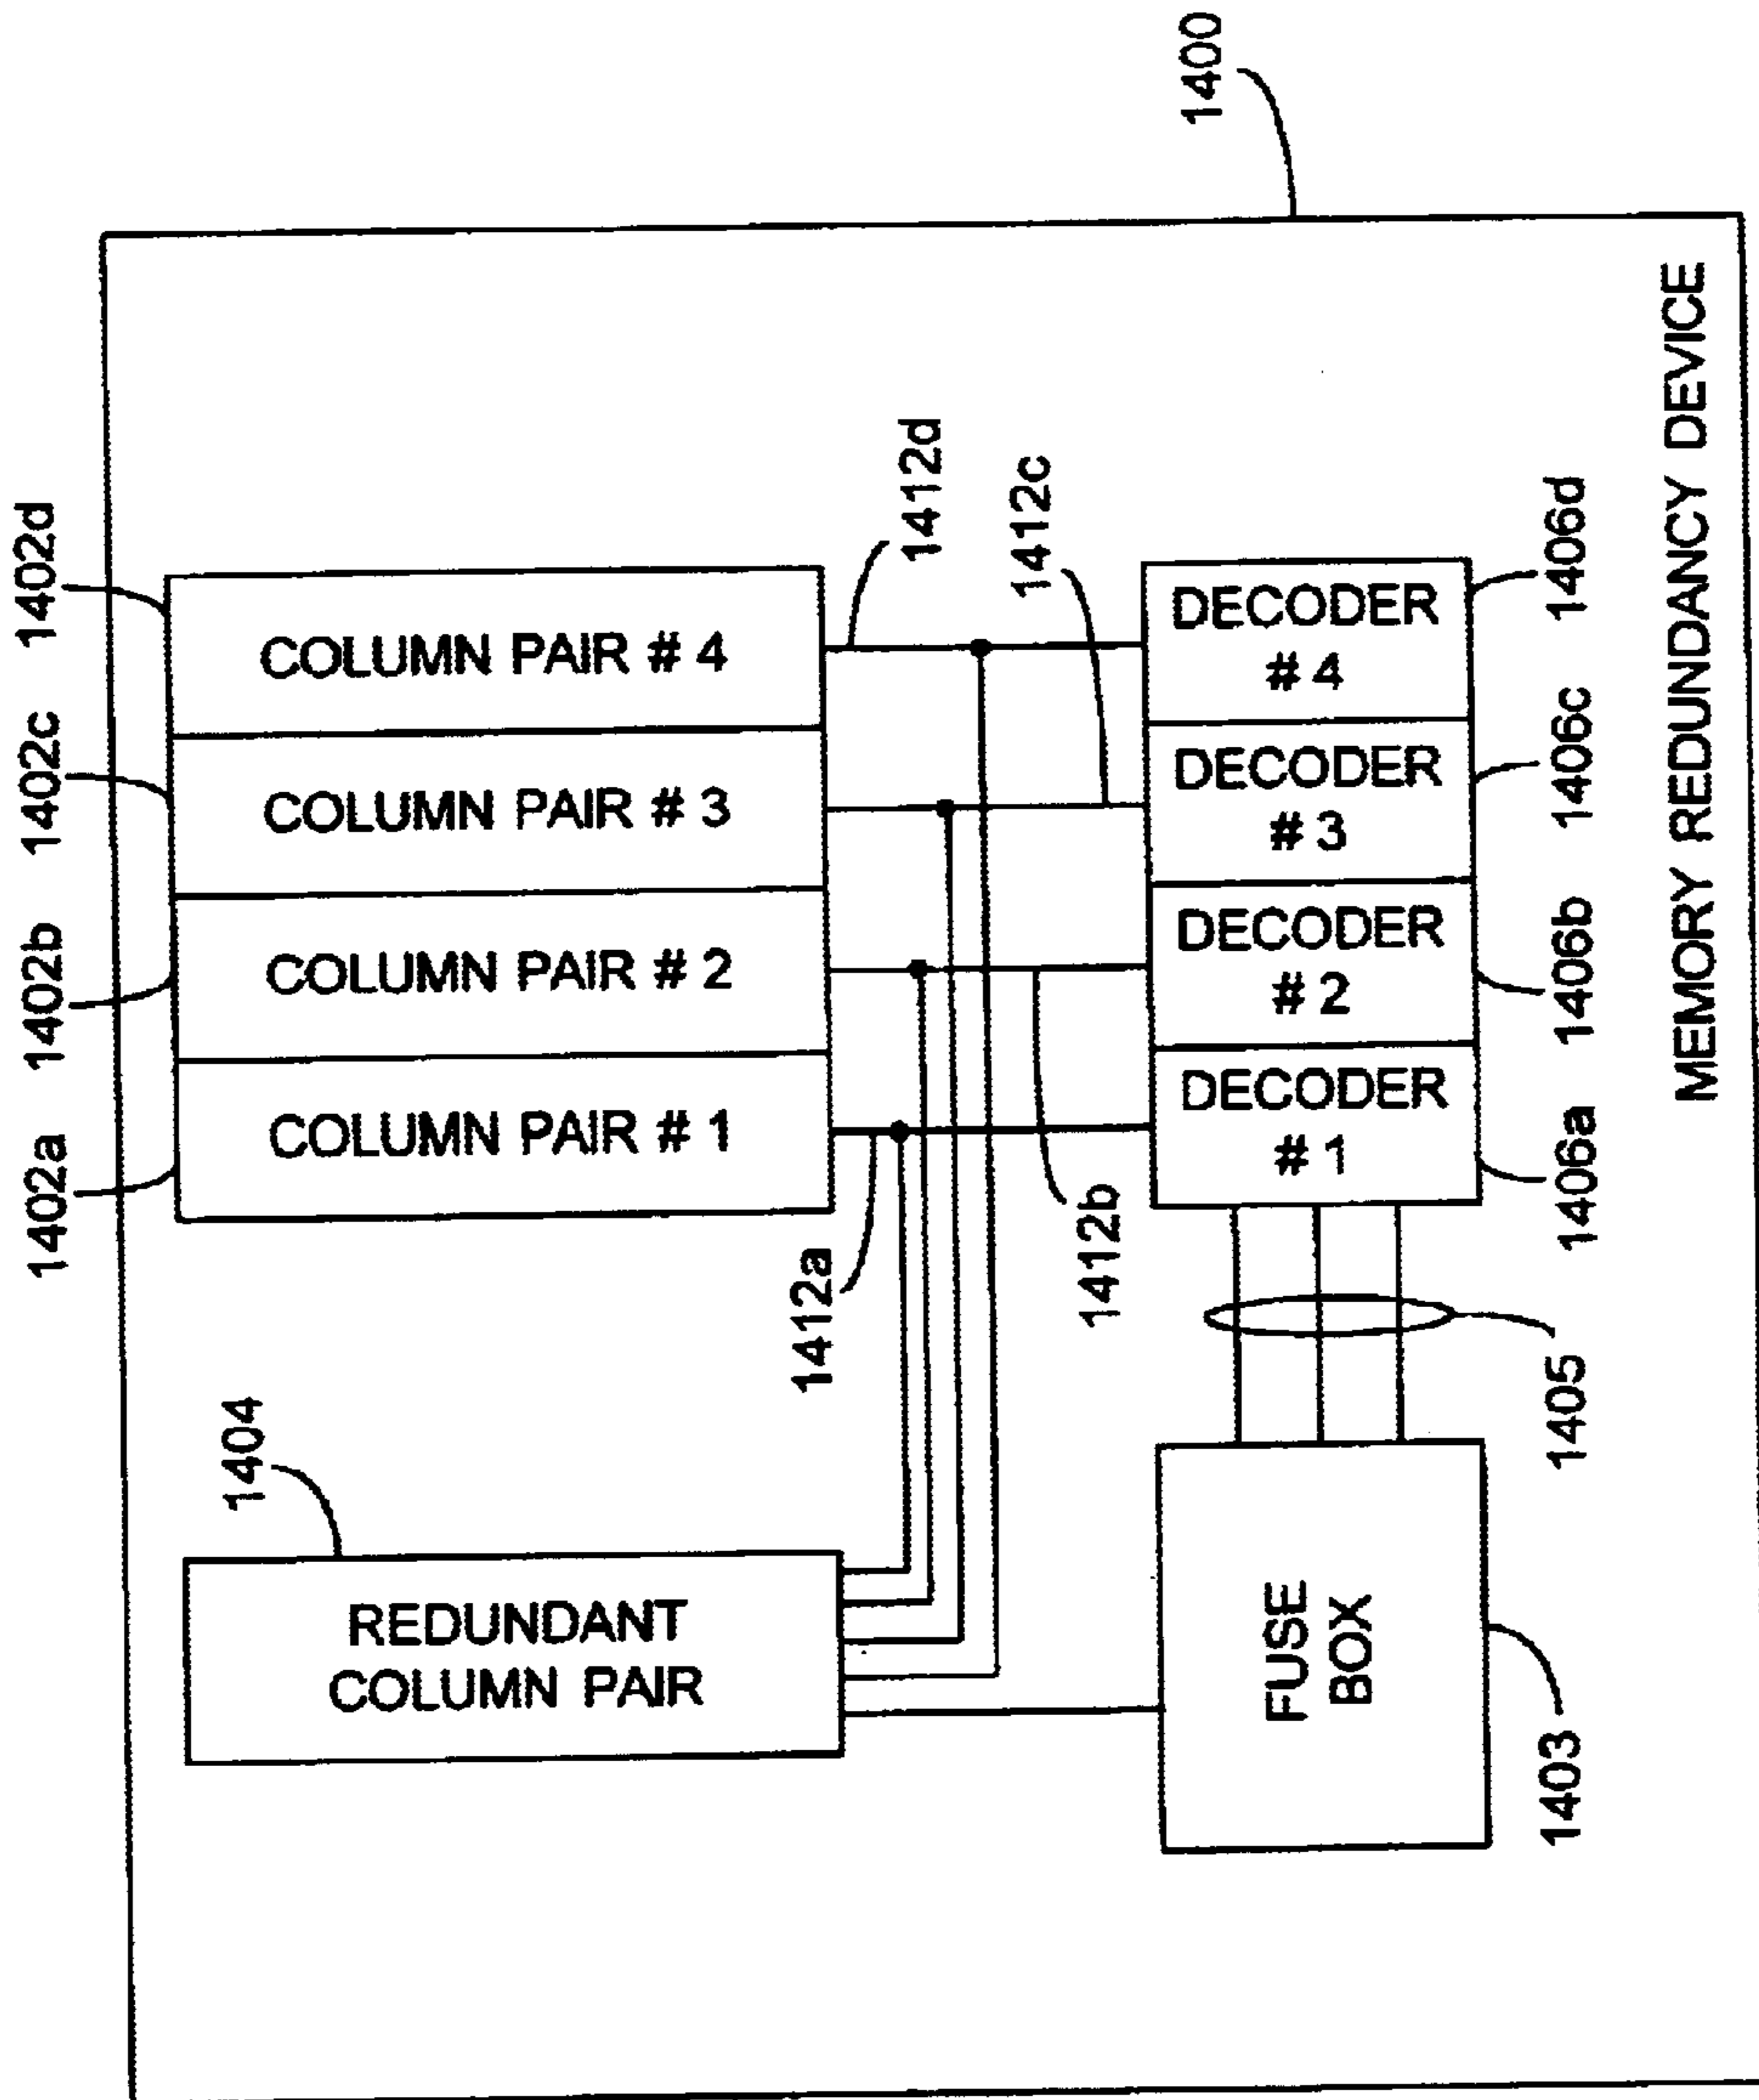 1402a
1402b
1402c
1402d
COLUMN PAIR # 1
COLUMN PAIR # 2
COLUMN PAIR # 3
COLUMN PAIR # 4
1404
REDUNDANT
COLUMN PAIR
1412a
1412b
1412c
1412d
1400
FUSE
BOX
1403
1405
DECODER
# 1
DECODER
# 2
DECODER
# 3
DECODER
# 4
1406a
1406b
1406c
1406d
MEMORY REDUNDANCY DEVICE